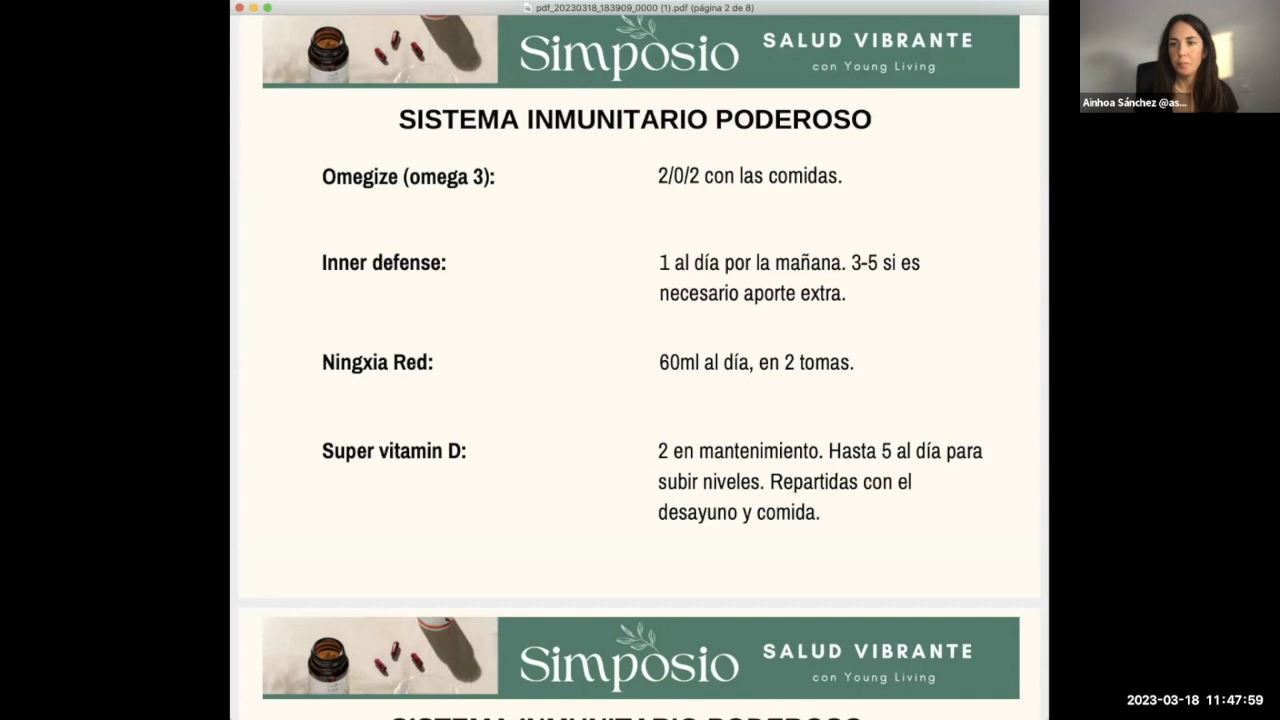 pdf_20230318_183909_0000 (1).pdf (página 2 de 8)
Simposio
SALUD VIBRANTE
con Young Living
Ainhoa Sánchez @as...
SISTEMA INMUNITARIO PODEROSO
Omegize (omega 3):
2/0/2 con las comidas.
Inner defense:
1 al día por la mañana. 3-5 si es
necesario aporte extra.
Ningxia Red:
60ml al día, en 2 tomas.
Super vitamin D:
2 en mantenimiento. Hasta 5 al día para
subir niveles. Repartidas con el
desayuno y comida.
Simposio
SALUD VIBRANTE
con Young Living
SISTEMA INMUNITARIO PODEROSO
2023-03-18 11:47:59